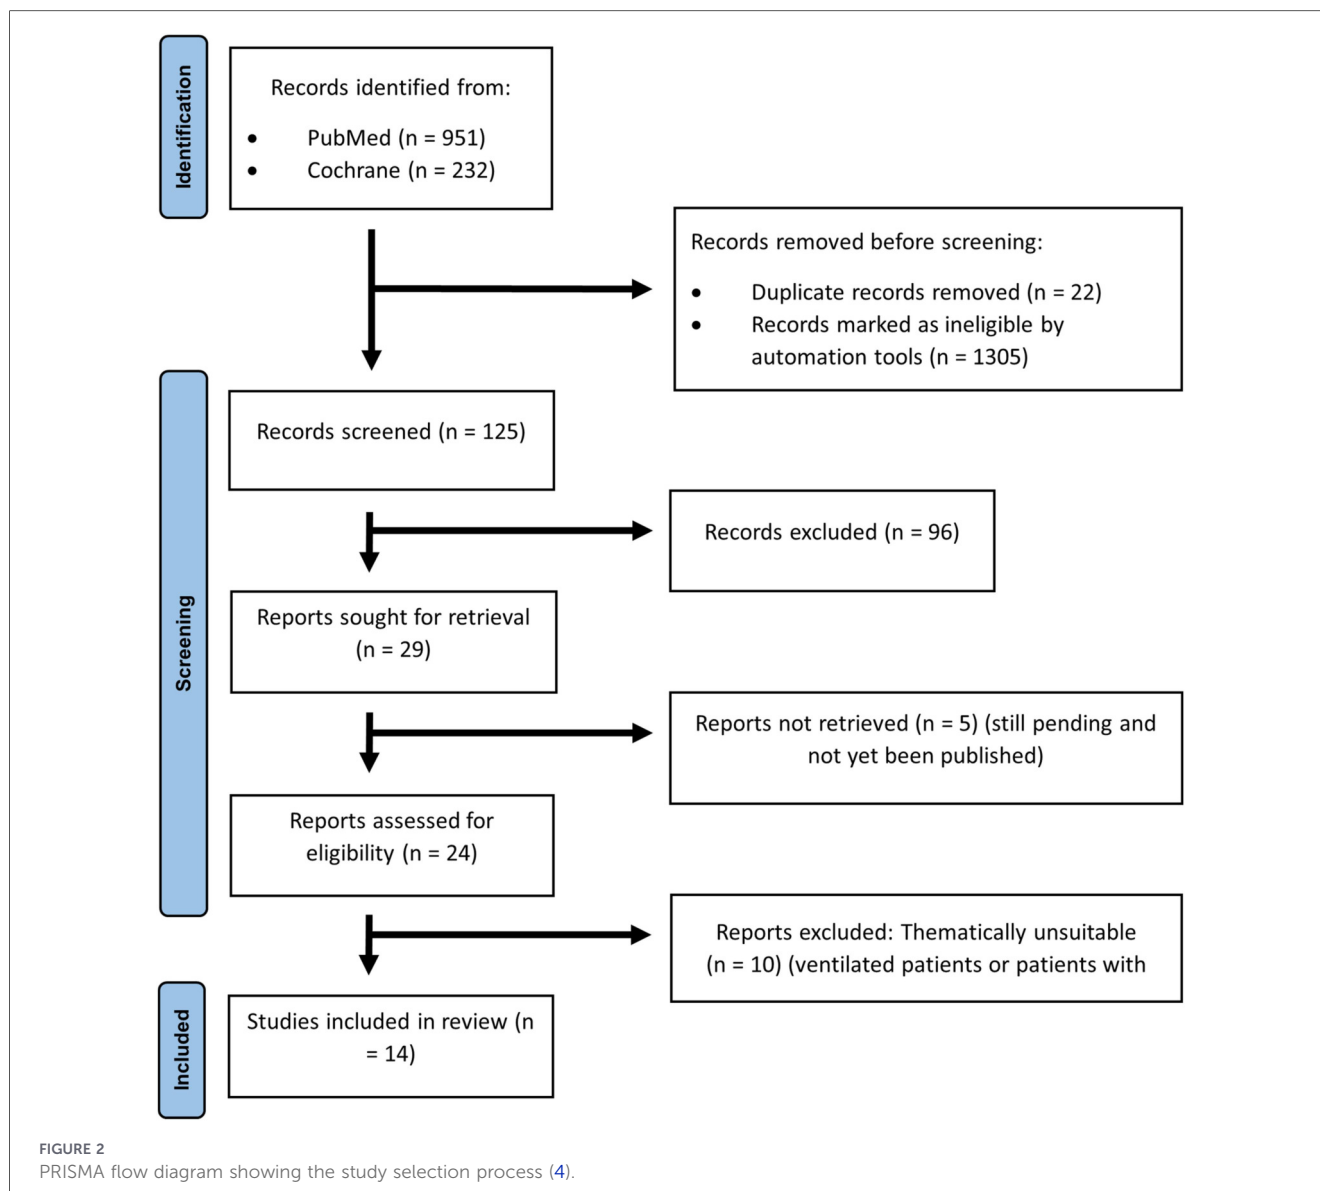 Identification
Records identified from:
• PubMed (n = 951)
• Cochrane (n = 232)
Records removed before screening:
• Duplicate records removed (n = 22)
• Records marked as ineligible by
automation tools (n = 1305)
Screening
Records screened (n = 125)
Records excluded (n = 96)
Reports sought for retrieval
(n = 29)
Reports not retrieved (n = 5) (still pending and
not yet been published)
Reports assessed for
eligibility (n = 24)
Reports excluded: Thematically unsuitable
(n = 10) (ventilated patients or patients with
Included
Studies included in review (n
= 14)
FIGURE 2
PRISMA flow diagram showing the study selection process (4).